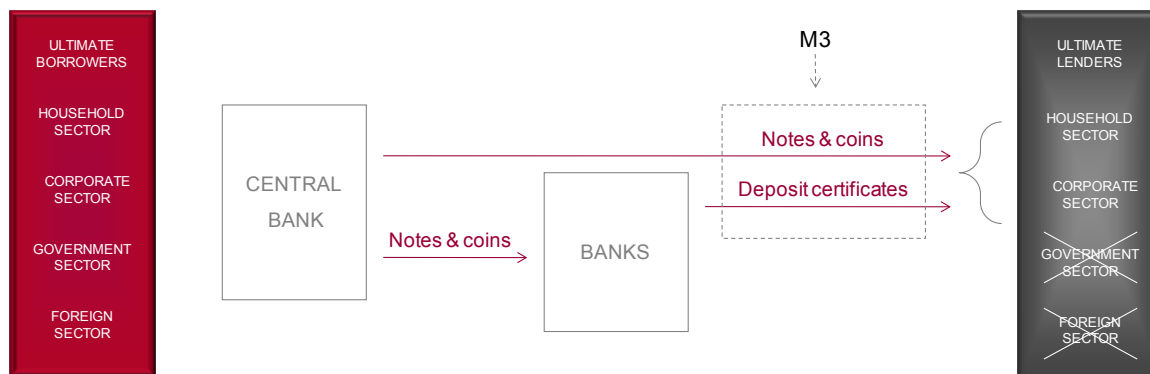 ULTIMATE
BORROWERS
HOUSEHOLD
SECTOR
CORPORATE
SECTOR
GOVERNMENT
SECTOR
FOREIGN
SECTOR
CENTRAL
BANK
Notes & coins
BANKS
M3
Notes & coins
Deposit certificates
ULTIMATE
LENDERS
HOUSEHOLD
SECTOR
CORPORATE
SECTOR
GOVERNMENT
SECTOR
FOREIGN
SECTOR